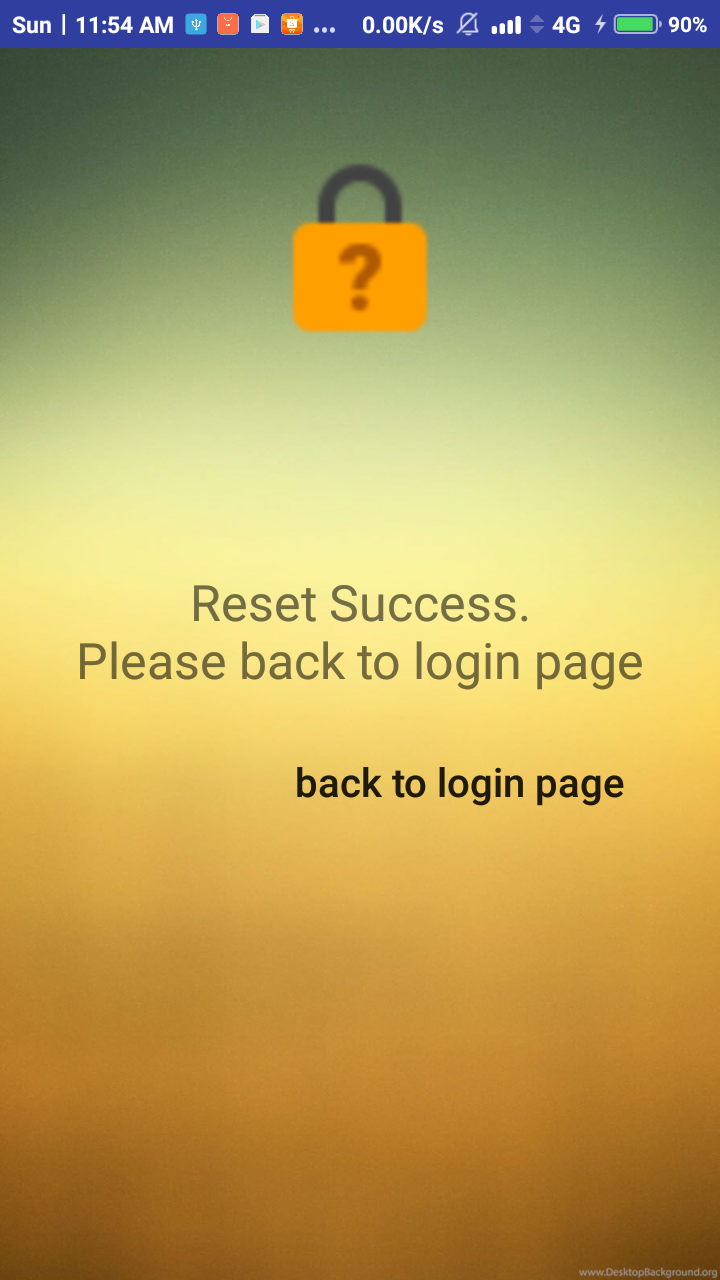 Sun | 11:54 AM ... 0.00K/s 4G 90%
?
Reset Success.
Please back to login page
back to login page
www.DesktopBackground.org